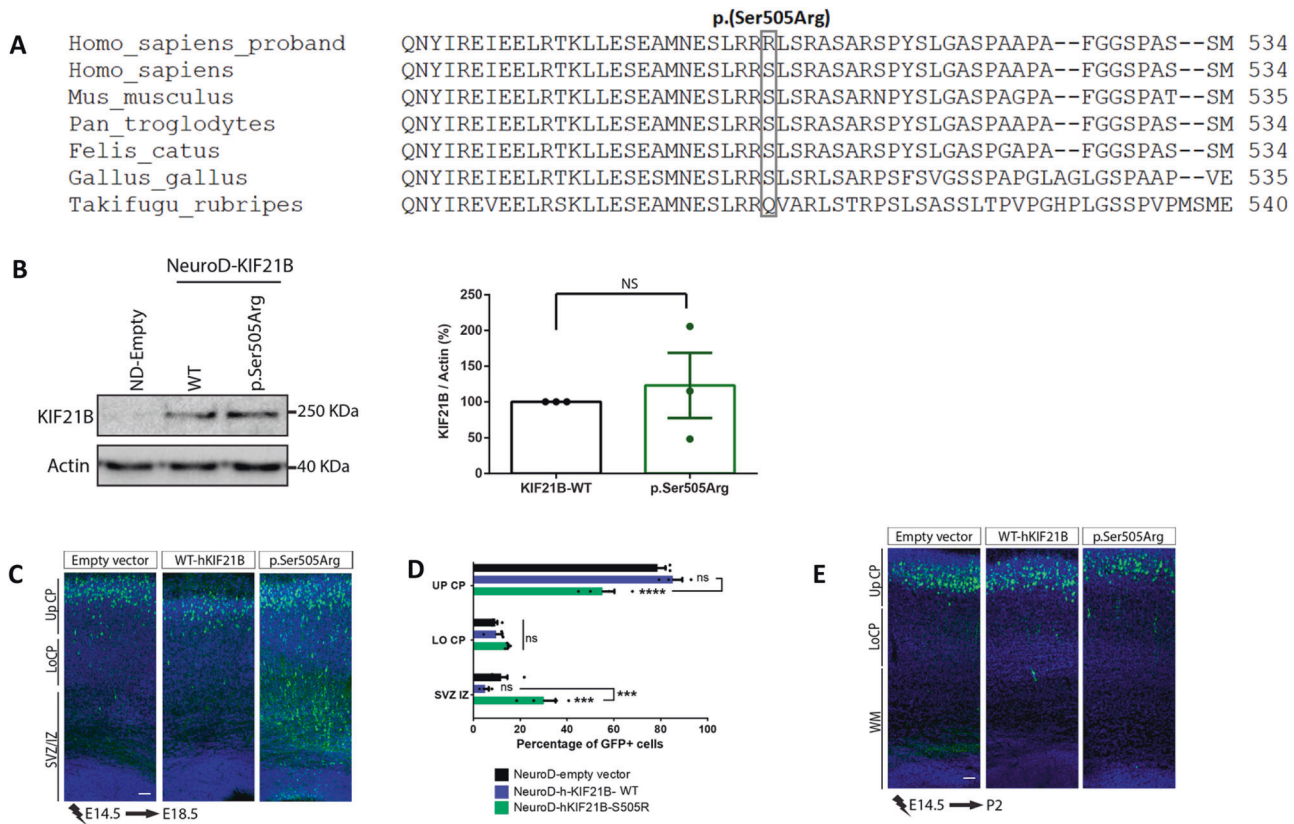 p.(Ser505Arg)
A
Homo_sapiens_proband QNYIREIEELRTKLLESEAMNESLRRRLSRASARSPYSLGASPAAPA--FGGSPAS--SM 534
Homo_sapiens QNYIREIEELRTKLLESEAMNESLRRSLSRASARSPYSLGASPAAPA--FGGSPAS--SM 534
Mus_musculus QNYIREIEELRTKLLESEAMNESLRRSLSRASARNPYSLGASPAGPA--FGGSPAT--SM 535
Pan_troglodytes QNYIREIEELRTKLLESEAMNESLRRSLSRASARSPYSLGASPAAPA--FGGSPAS--SM 534
Felis_catus QNYIREIEELRTKLLESEAMNESLRRSLSRASARSPYSLGASPGAPA--FGGSPAS--SM 534
Gallus_gallus QNYIREIEELRTKLLESESMNESLRRSLSRLSARPSFSVGSSPAPGLAGLGSPAAP--VE 535
Takifugu_rubripes QNYIREVEELRSKLLESEAMNESLRRQVARLSTRPSLSASSLTPVPGHPLGSSPVPMSME 540
B
NeuroD-KIF21B
ND-Empty
WT
p.Ser505Arg
KIF21B
250 KDa
Actin
40 KDa
KIF21B / Actin (%)
250
200
150
100
50
0
NS
KIF21B-WT
p.Ser505Arg
C
Empty vector
WT-hKIF21B
p.Ser505Arg
Up CP
LoCP
SVZ/IZ
E14.5
E18.5
D
UP CP
LO CP
SVZ IZ
ns
****
ns
ns
***
***
0 20 40 60 80 100
Percentage of GFP+ cells
NeuroD-empty vector
NeuroD-h-KIF21B- WT
NeuroD-hKIF21B-S505R
E
Empty vector
WT-hKIF21B
p.Ser505Arg
Up CP
LoCP
WM
E14.5
P2